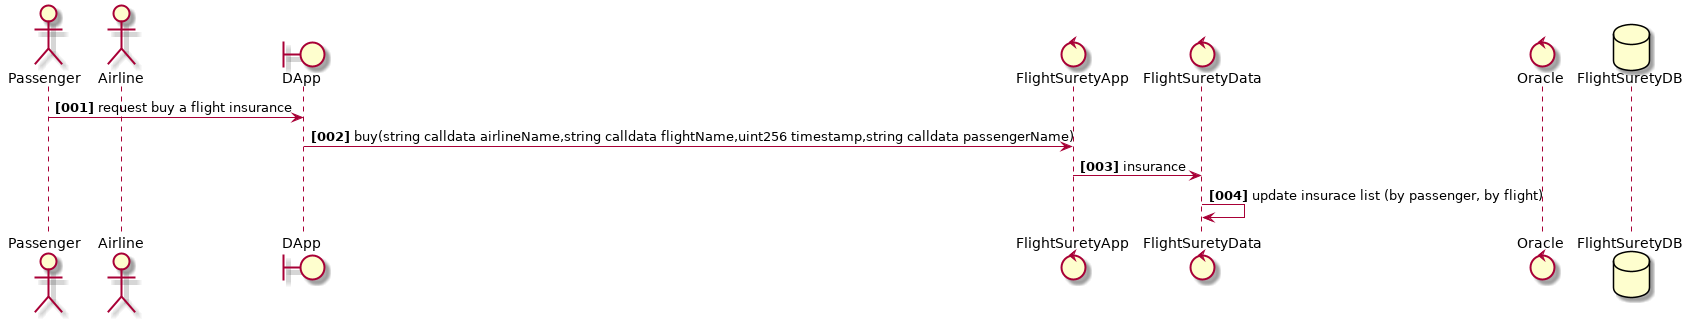 Passenger Airline DApp FlightSuretyApp FlightSuretyData Oracle FlightSuretyDB
[001] request buy a flight insurance
[002] buy(string calldata airlineName,string calldata flightName,uint256 timestamp,string calldata passengerName)
[003] insurance
[004] update insurace list (by passenger, by flight)
Passenger Airline DApp FlightSuretyApp FlightSuretyData Oracle FlightSuretyDB